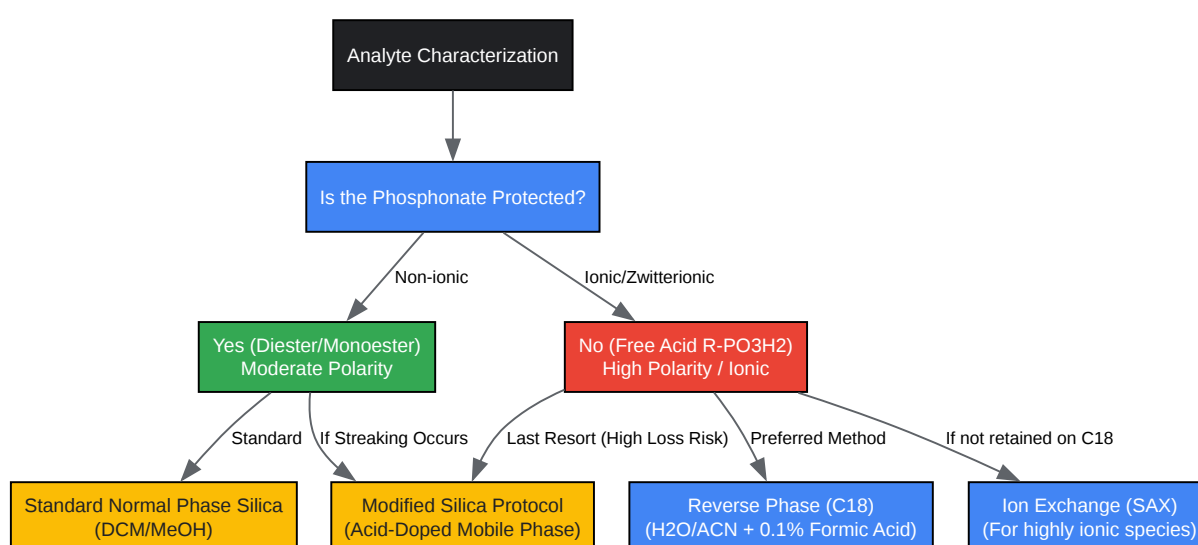 Analyte Characterization
Is the Phosphonate Protected?
Non-ionic
Ionic/Zwitterionic
Yes (Diester/Monoester)
Moderate Polarity
No (Free Acid R-PO3H2)
High Polarity / Ionic
Standard
If Streaking Occurs
Last Resort (High Loss Risk)
Preferred Method
If not retained on C18
Standard Normal Phase Silica
(DCM/MeOH)
Modified Silica Protocol
(Acid-Doped Mobile Phase)
Reverse Phase (C18)
(H2O/ACN + 0.1% Formic Acid)
Ion Exchange (SAX)
(For highly ionic species)